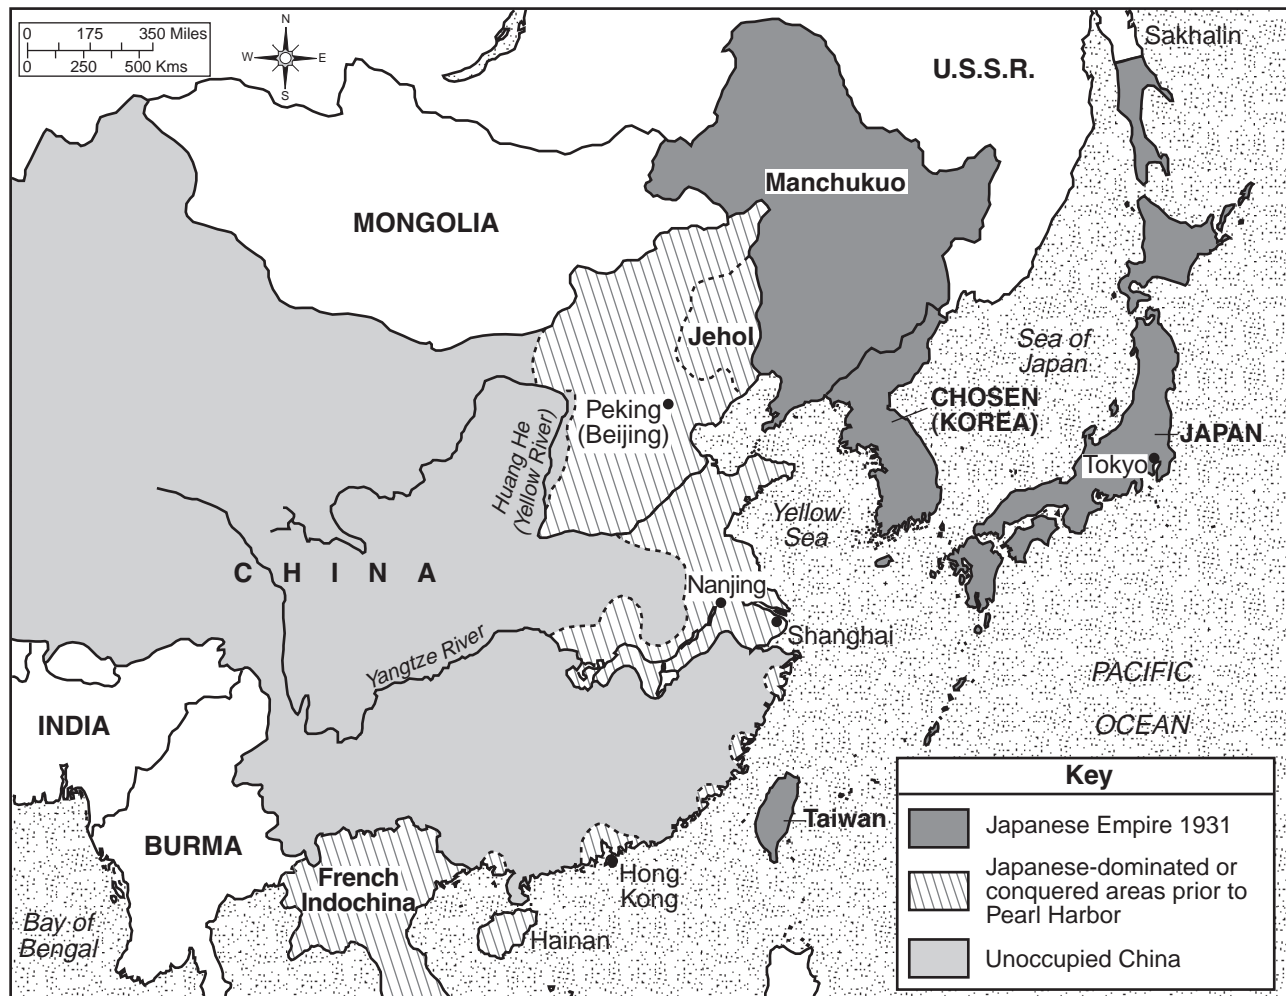 0 175 350 Miles
0 250 500 Kms
N
W E
S
Sakhalin
U.S.S.R.
Manchukuo
MONGOLIA
Jehol
Sea of
Japan
Peking
(Beijing)
CHOSEN
(KOREA)
JAPAN
Tokyo
Huang He
(Yellow River)
Yellow
Sea
C H I N A
Nanjing
Shanghai
Yangtze River
PACIFIC
OCEAN
INDIA
BURMA
Taiwan
French
Indochina
Hong
Kong
Hainan
Bay of
Bengal
Key
Japanese Empire 1931
Japanese-dominated or
conquered areas prior to
Pearl Harbor
Unoccupied China